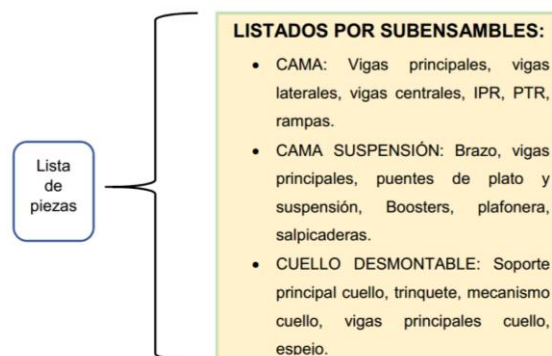 Lista
de
piezas
LISTADOS POR SUBENSAMBLES:
• CAMA: Vigas principales, vigas
laterales, vigas centrales, IPR, PTR,
rampas.
• CAMA SUSPENSIÓN: Brazo, vigas
principales, puentes de plato y
suspensión, Boosters, plafonera,
salpicaderas.
• CUELLO DESMONTABLE: Soporte
principal cuello, trinquete, mecanismo
cuello, vigas principales cuello,
espejo.